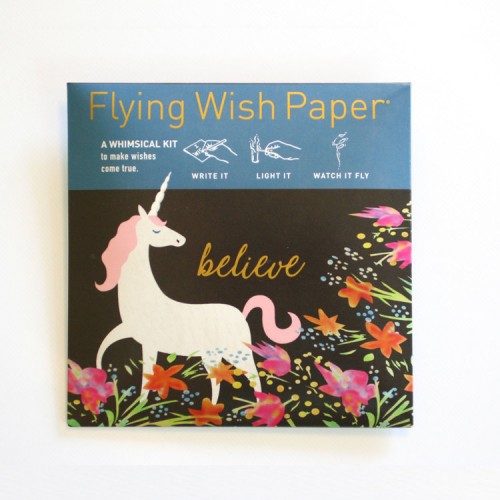 Flying Wish Paper®
A WHIMSICAL KIT
to make wishes
come true.
WRITE IT
LIGHT IT
WATCH IT FLY
believe